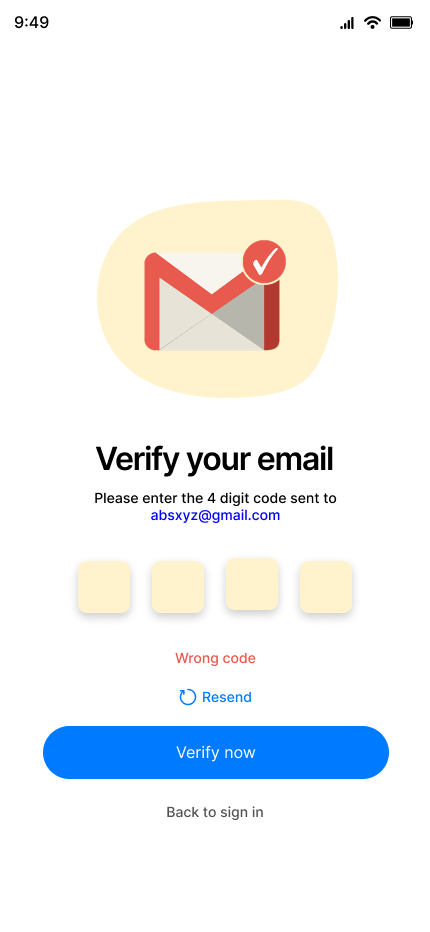 9:49
Verify your email
Please enter the 4 digit code sent to
absxyz@gmail.com
Wrong code
Resend
Verify now
Back to sign in